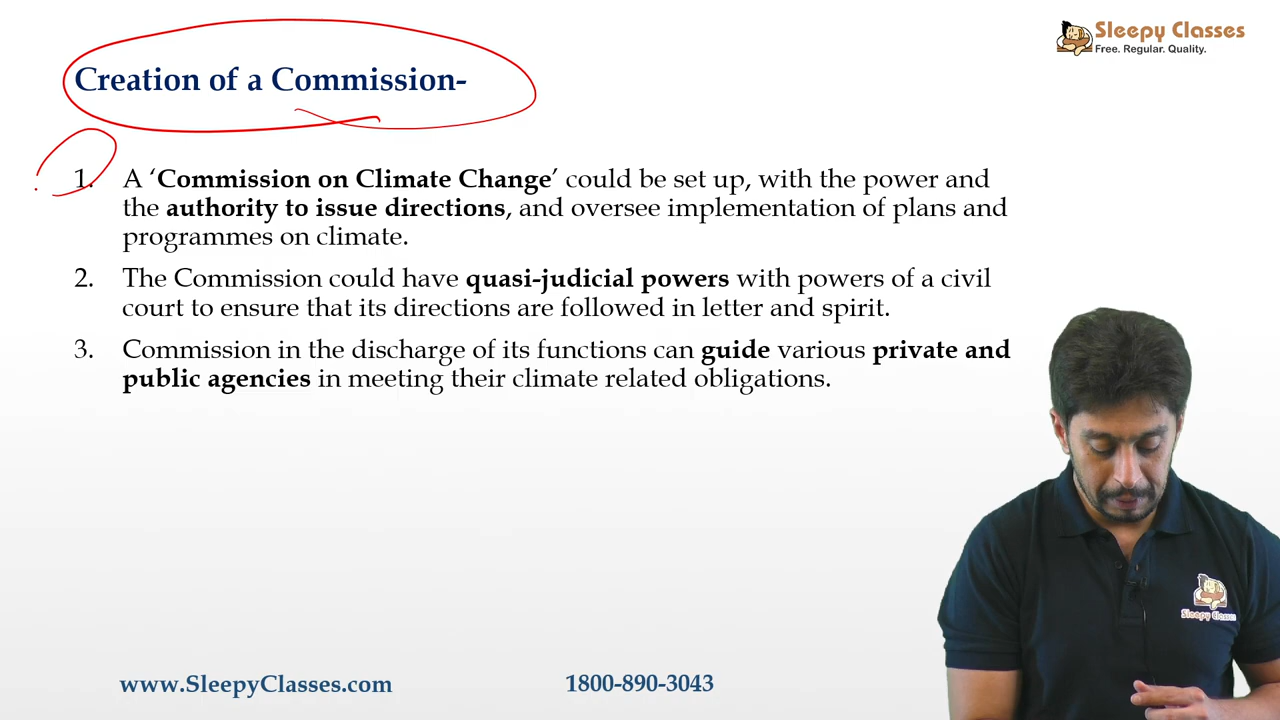 Sleepy Classes
Free. Regular. Quality.
Creation of a Commission-
1. A ‘Commission on Climate Change’ could be set up, with the power and
the authority to issue directions, and oversee implementation of plans and
programmes on climate.
2. The Commission could have quasi-judicial powers with powers of a civil
court to ensure that its directions are followed in letter and spirit.
3. Commission in the discharge of its functions can guide various private and
public agencies in meeting their climate related obligations.
Sleepy Classes
www.SleepyClasses.com
1800-890-3043